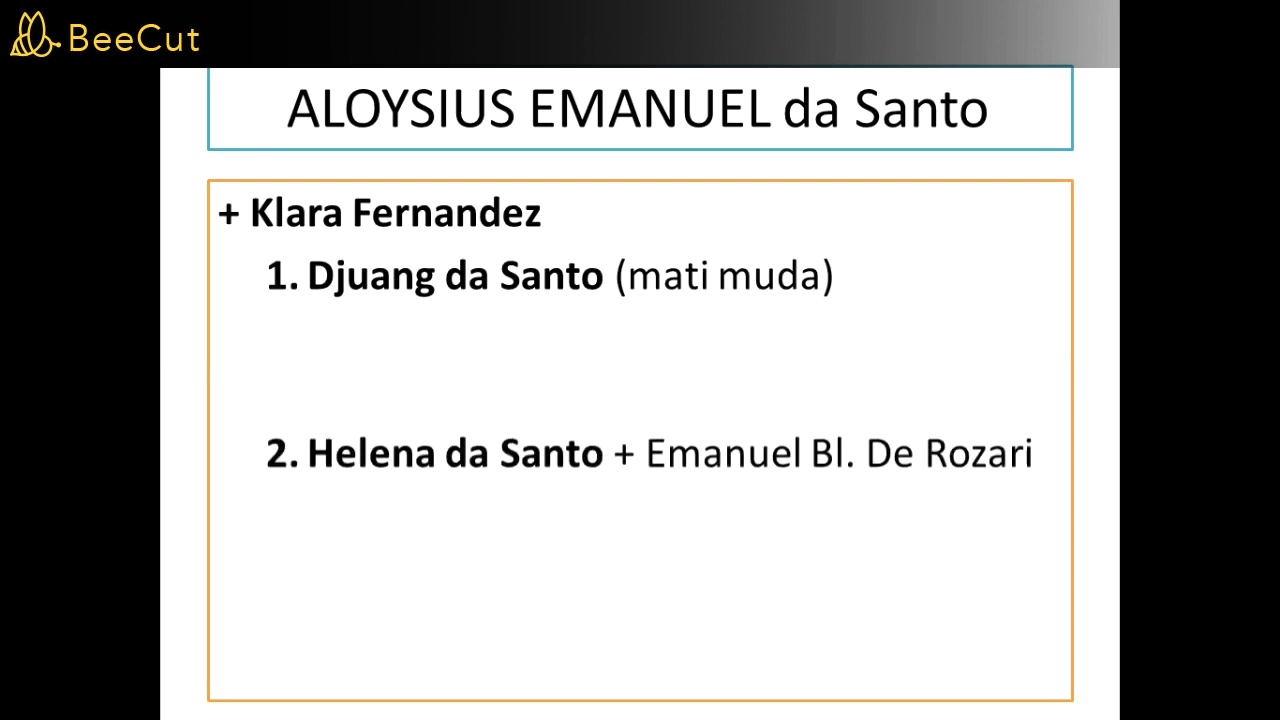 BeeCut
ALOYSIUS EMANUEL da Santo
+ Klara Fernandez
1. Djuang da Santo (mati muda)
2. Helena da Santo + Emanuel Bl. De Rozari